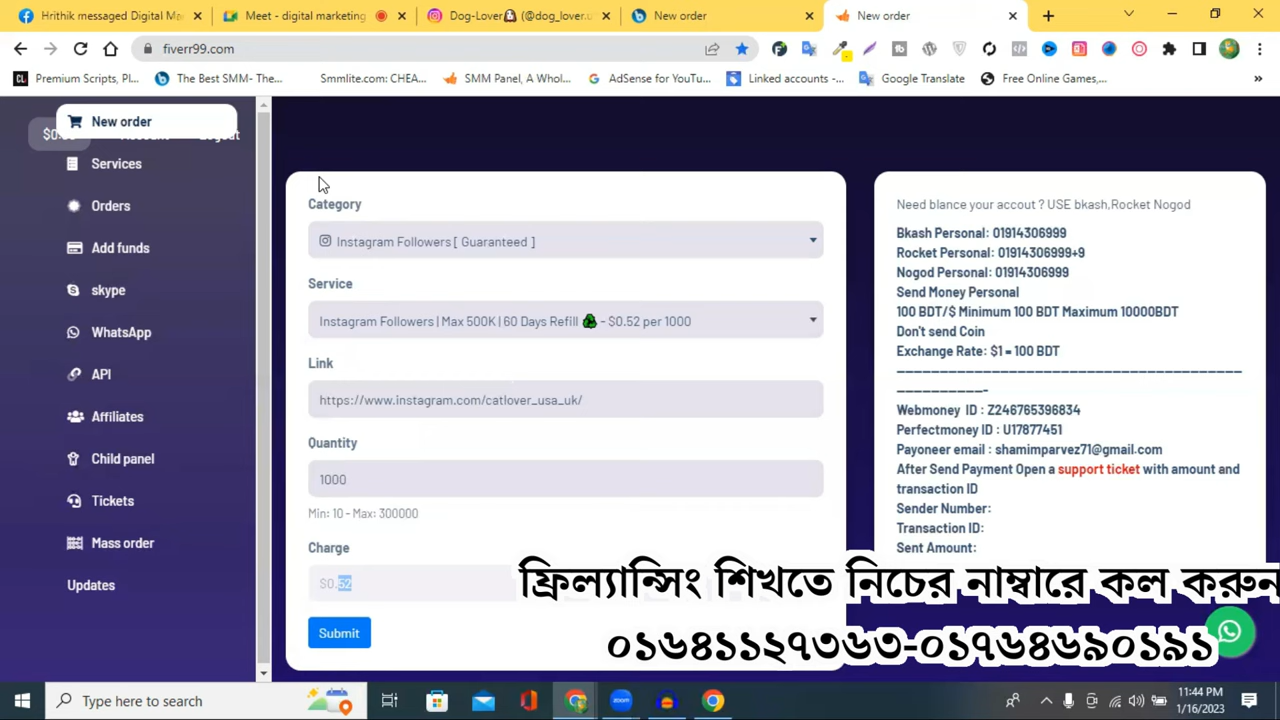 Hrithik messaged Digital Ma
Meet - digital marketing
Dog-Lover
(@dog_lover.u
New order
New order
fiverr99.com
Premium Scripts, Pl...
The Best SMM- The...
Smmlite.com: CHEA...
SMM Panel, A Whol...
AdSense for YouTu...
Linked accounts -...
Google Translate
Free Online Games,...
»
New order
Services
Orders
Add funds
skype
WhatsApp
API
Affiliates
Child panel
Tickets
Mass order
Updates
Category
Instagram Followers [ Guaranteed ]
Service
Instagram Followers | Max 500K | 60 Days Refill ♻ - $0.52 per 1000
Link
https://www.instagram.com/catlover_usa_uk/
Quantity
1000
Min: 10 - Max: 300000
Charge
$0.52
Submit
Need blance your accout ? USE bkash,Rocket Nogod
Bkash Personal: 01914306999
Rocket Personal: 01914306999+9
Nogod Personal: 01914306999
Send Money Personal
100 BDT/$ Minimum 100 BDT Maximum 10000BDT
Don't send Coin
Exchange Rate: $1 = 100 BDT
Webmoney ID : Z246765396834
Perfectmoney ID : U17877451
Payoneer email : shamimparvez71@gmail.com
After Send Payment Open a support ticket with amount and
transaction ID
Sender Number:
Transaction ID:
Sent Amount:
ফ্রিল্যান্সিং শিখতে নিচের নাম্বারে কল করুন
০১৬৪১১২৭৩৬৩-০১৭৬৪৬৯০১৯১
Type here to search
11:44 PM
1/16/2023